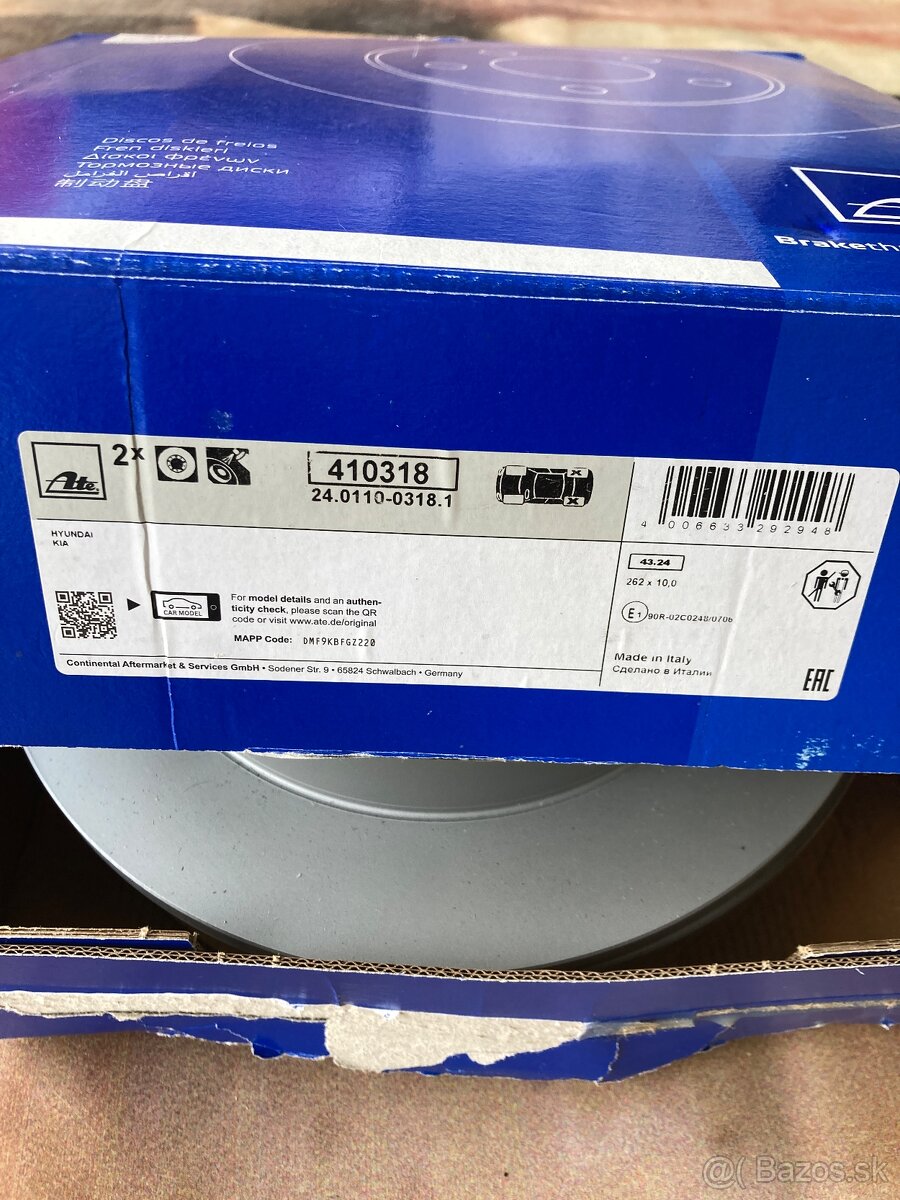 Discos de freios
Fren diskleri
Δίσκοι φρένων
Тормозные диски
أقراص الفرامل
制动盘
Braketh
Ate
2x
410318
24.0110-0318.1
X
X
4 006633 292948
HYUNDAI
KIA
43.24
262 x 10,0
CAR MODEL
For model details and an authen-
ticity check, please scan the QR
code or visit www.ate.de/original
MAPP Code: DMF9KBFGZ220
E1 90R-02C0248/0706
Made in Italy
Сделано в Италии
EAC
Continental Aftermarket & Services GmbH • Sodener Str. 9 • 65824 Schwalbach • Germany
@( Bazos.sk